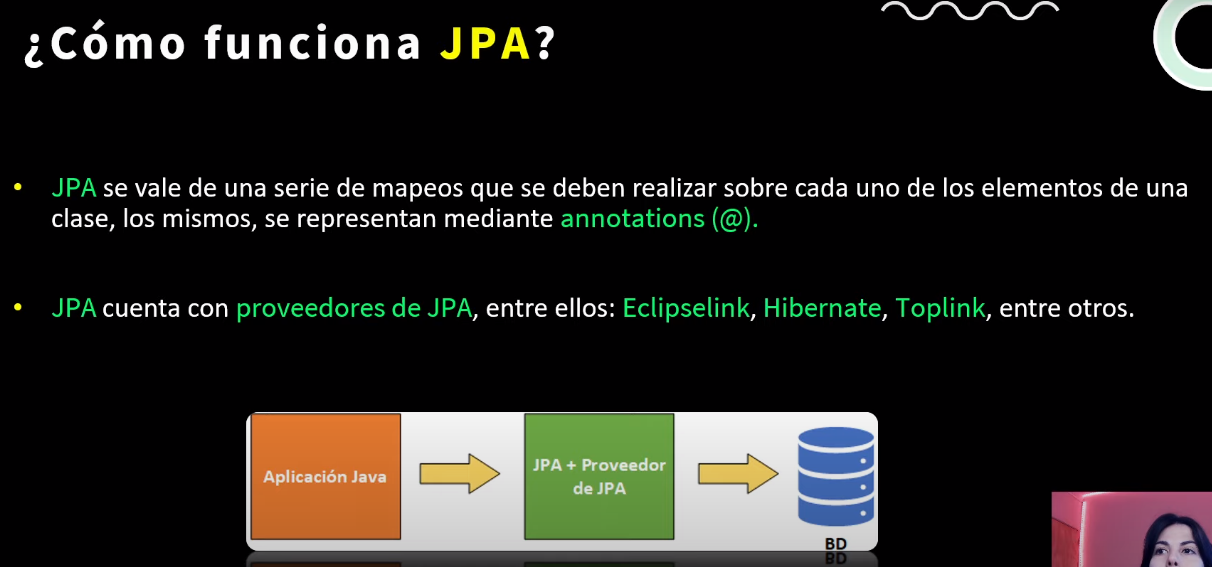 ¿Cómo funciona JPA?
• JPA se vale de una serie de mapeos que se deben realizar sobre cada uno de los elementos de una
clase, los mismos, se representan mediante annotations (@).
• JPA cuenta con proveedores de JPA, entre ellos: Eclipselink, Hibernate, Toplink, entre otros.
Aplicación Java
JPA + Proveedor
de JPA
BD
BD